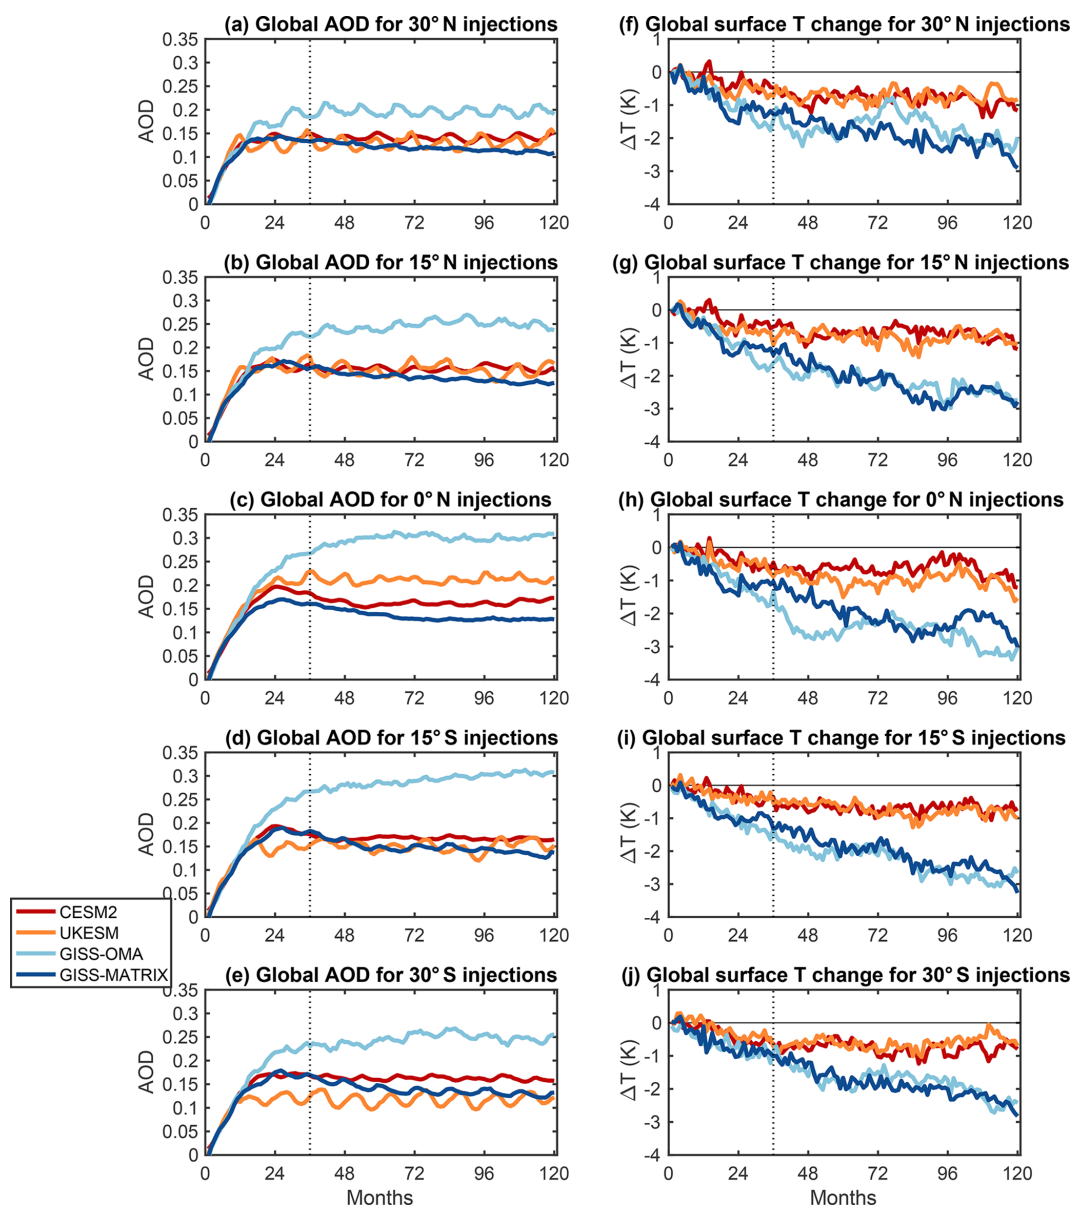 (a) Global AOD for 30° N injections
AOD
0.35
0.3
0.25
0.2
0.15
0.1
0.05
0
0 24 48 72 96 120
(f) Global surface T change for 30° N injections
ΔT (K)
1
0
-1
-2
-3
-4
0 24 48 72 96 120
(b) Global AOD for 15° N injections
AOD
0.35
0.3
0.25
0.2
0.15
0.1
0.05
0
0 24 48 72 96 120
(g) Global surface T change for 15° N injections
ΔT (K)
1
0
-1
-2
-3
-4
0 24 48 72 96 120
(c) Global AOD for 0° N injections
AOD
0.35
0.3
0.25
0.2
0.15
0.1
0.05
0
0 24 48 72 96 120
(h) Global surface T change for 0° N injections
ΔT (K)
1
0
-1
-2
-3
-4
0 24 48 72 96 120
(d) Global AOD for 15° S injections
AOD
0.35
0.3
0.25
0.2
0.15
0.1
0.05
0
0 24 48 72 96 120
(i) Global surface T change for 15° S injections
ΔT (K)
1
0
-1
-2
-3
-4
0 24 48 72 96 120
CESM2
UKESM
GISS-OMA
GISS-MATRIX
(e) Global AOD for 30° S injections
AOD
0.35
0.3
0.25
0.2
0.15
0.1
0.05
0
0 24 48 72 96 120
Months
(j) Global surface T change for 30° S injections
ΔT (K)
1
0
-1
-2
-3
-4
0 24 48 72 96 120
Months